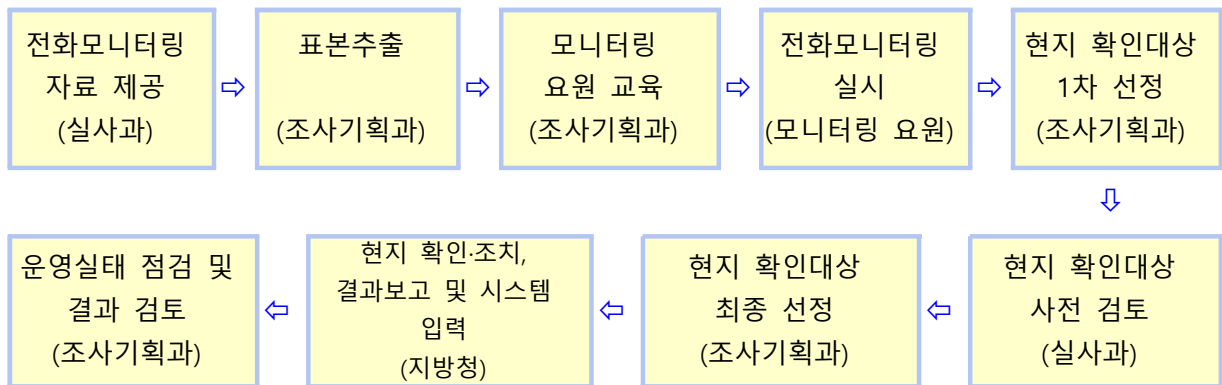 전화모니터링
자료 제공
(실사과)
⇨
표본추출
(조사기획과)
⇨
모니터링
요원 교육
(조사기획과)
⇨
전화모니터링
실시
(모니터링 요원)
⇨
현지 확인대상
1차 선정
(조사기획과)
⇩
현지 확인대상
사전 검토
(실사과)
⇦
현지 확인대상
최종 선정
(조사기획과)
⇦
현지 확인·조치,
결과보고 및 시스템
입력
(지방청)
⇦
운영실태 점검 및
결과 검토
(조사기획과)